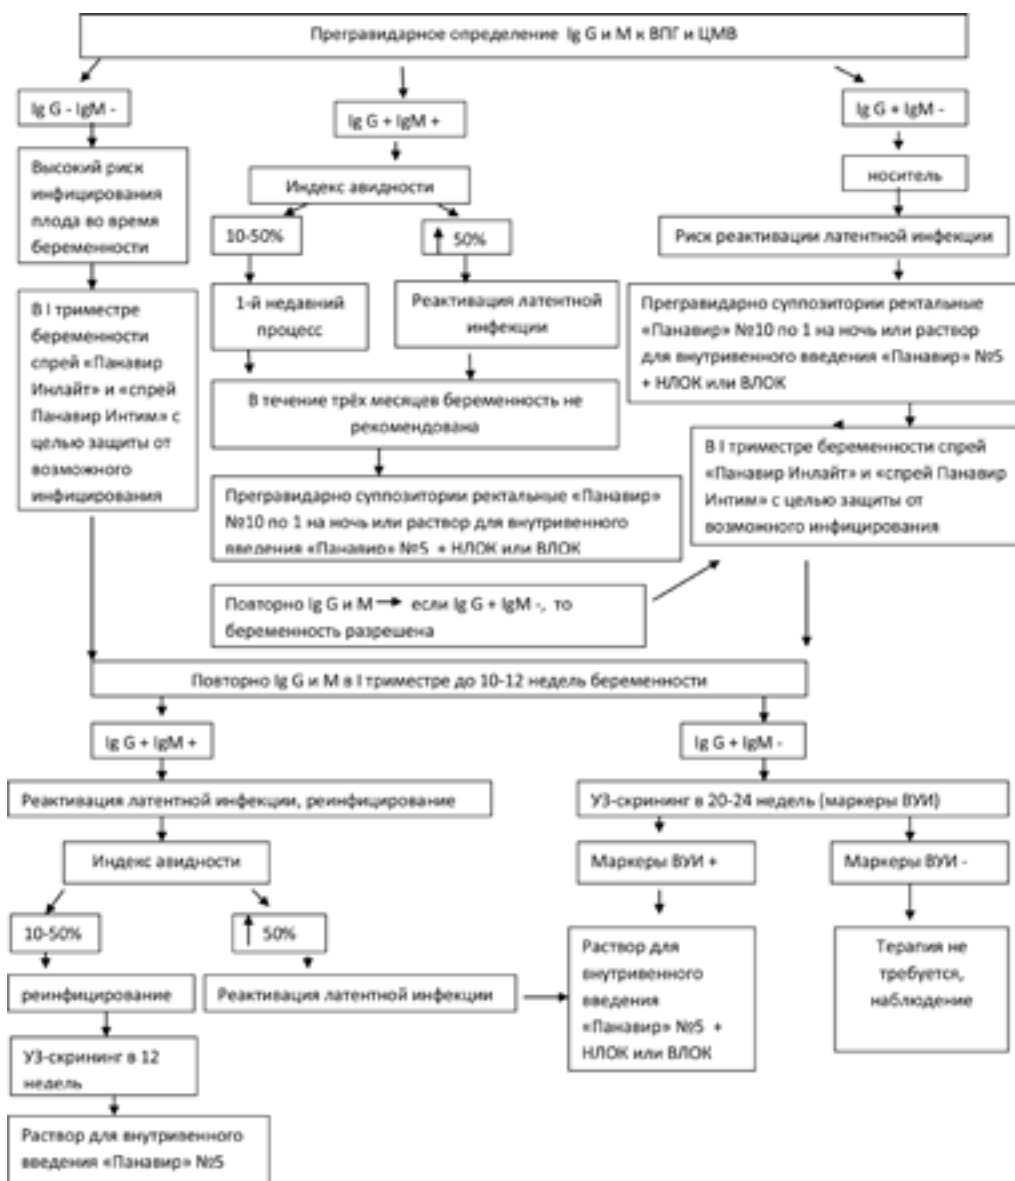 Прегравидарное определение Ig G и М к ВПГ и ЦМВ
Ig G - IgM -
Ig G + IgM +
Ig G + IgM -
Высокий риск
инфицирования
плода во время
беременности
Индекс авидности
носитель
10-50%
50%
Риск реактивации латентной инфекции
В I триместре
беременности
спрей «Панавир
Инлайт» и «спрей
Панавир Интим» с
целью защиты от
возможного
инфицирования
1-й недавний
процесс
Реактивация латентной
инфекции
Прегравидарно суппозитории ректальные
«Панавир» №10 по 1 на ночь или раствор
для внутривенного введения «Панавир» №5
+ НЛОК или ВЛОК
В течение трёх месяцев беременность не
рекомендована
В I триместре беременности спрей
«Панавир Инлайт» и «спрей Панавир
Интим» с целью защиты от
возможного инфицирования
Прегравидарно суппозитории ректальные «Панавир»
№10 по 1 на ночь или раствор для внутривенного
введения «Панавир» №5 + НЛОК или ВЛОК
Повторно Ig G и М → если Ig G + IgM -, то
беременность разрешена
Повторно Ig G и М в I триместре до 10-12 недель беременности
Ig G + IgM +
Ig G + IgM -
Реактивация латентной инфекции, реинфицирование
УЗ-скрининг в 20-24 недель (маркеры ВУИ)
Индекс авидности
Маркеры ВУИ +
Маркеры ВУИ -
10-50%
50%
Раствор для
внутривенного
введения
«Панавир» №5 +
НЛОК или ВЛОК
Терапия не
требуется,
наблюдение
реинфицирование
Реактивация латентной инфекции
УЗ-скрининг в 12
недель
Раствор для внутривенного
введения «Панавир» №5